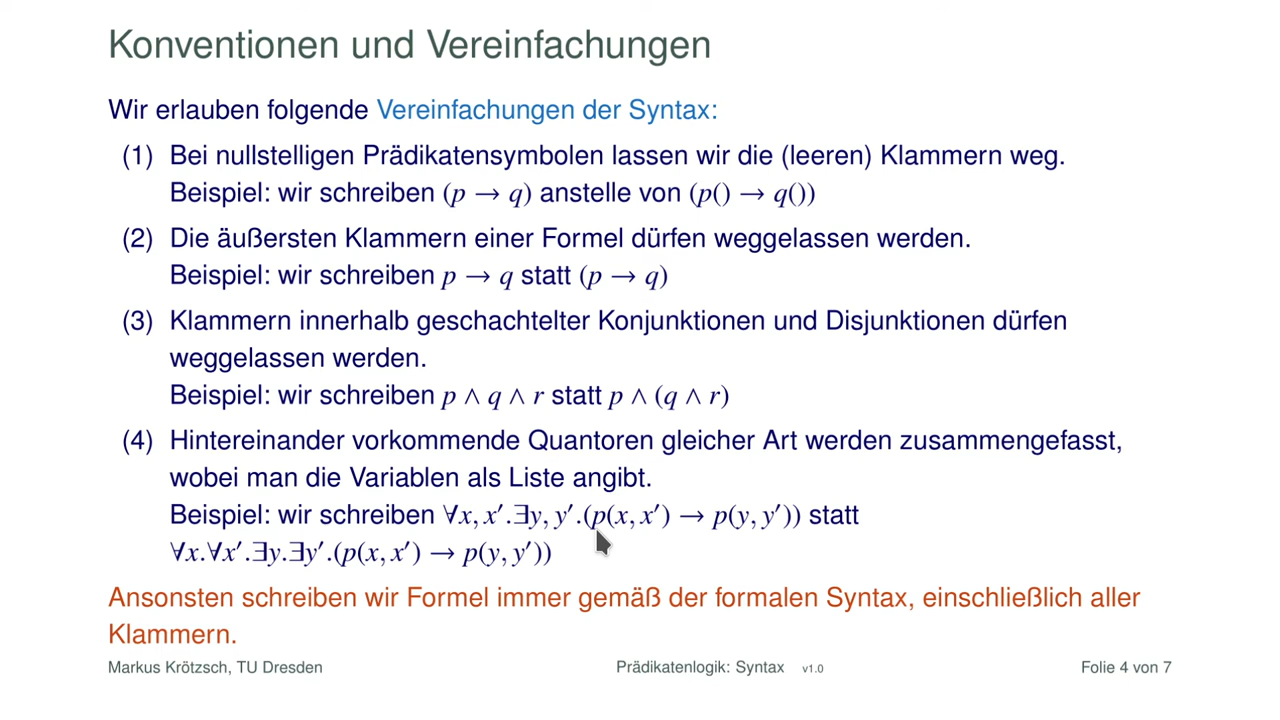 Konventionen und Vereinfachungen
Wir erlauben folgende Vereinfachungen der Syntax:
(1) Bei nullstelligen Prädikatensymbolen lassen wir die (leeren) Klammern weg.
Beispiel: wir schreiben (p → q) anstelle von (p() → q())
(2) Die äußersten Klammern einer Formel dürfen weggelassen werden.
Beispiel: wir schreiben p → q statt (p → q)
(3) Klammern innerhalb geschachtelter Konjunktionen und Disjunktionen dürfen
weggelassen werden.
Beispiel: wir schreiben p ∧ q ∧ r statt p ∧ (q ∧ r)
(4) Hintereinander vorkommende Quantoren gleicher Art werden zusammengefasst,
wobei man die Variablen als Liste angibt.
Beispiel: wir schreiben ∀x, x′.∃y, y′.(p(x, x′) → p(y, y′)) statt
∀x.∀x′.∃y.∃y′.(p(x, x′) → p(y, y′))
Ansonsten schreiben wir Formel immer gemäß der formalen Syntax, einschließlich aller
Klammern.
Markus Krötzsch, TU Dresden Prädikatenlogik: Syntax v1.0 Folie 4 von 7